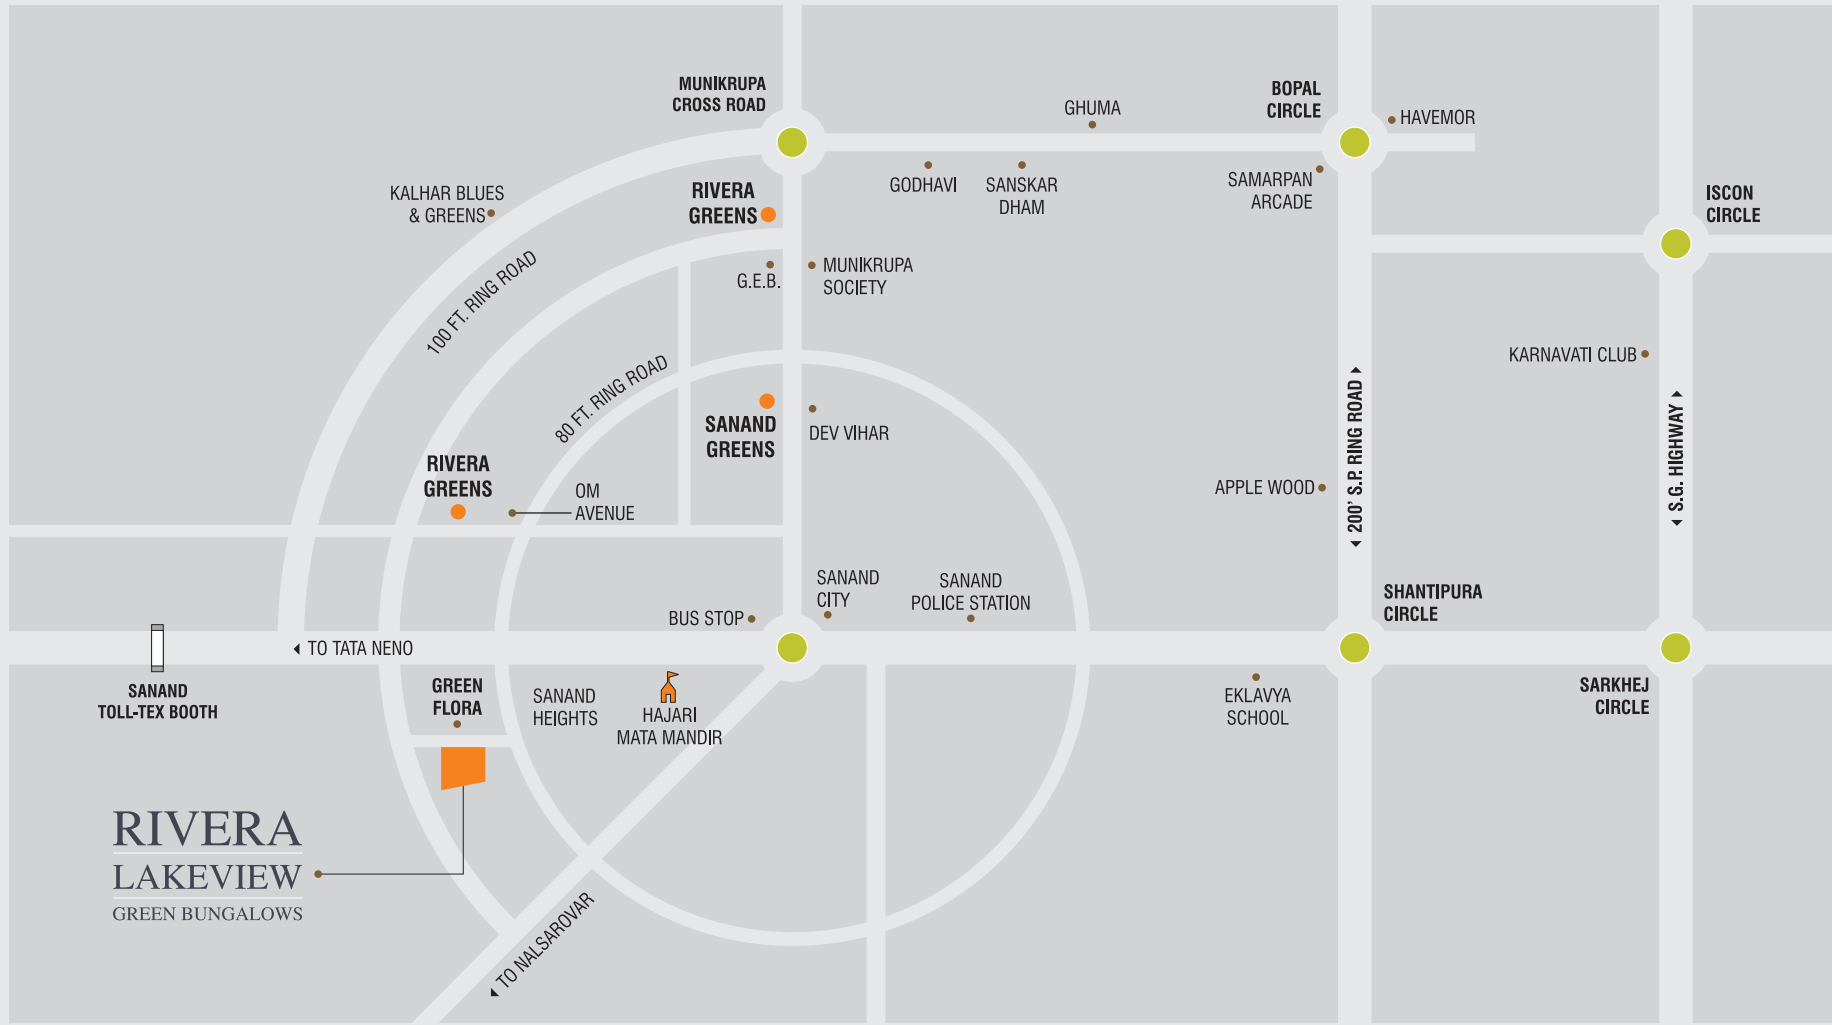 MUNIKRUPA
CROSS ROAD
BOPAL
CIRCLE
GHUMA
HAVEMOR
KALHAR BLUES
& GREENS
RIVERA
GREENS
GODHAVI
SANSKAR
DHAM
SAMARPAN
ARCADE
ISCON
CIRCLE
100 FT. RING ROAD
G.E.B.
MUNIKRUPA
SOCIETY
80 FT. RING ROAD
KARNAVATI CLUB
SANAND
GREENS
DEV VIHAR
200' S.P. RING ROAD
S.G. HIGHWAY
RIVERA
GREENS
OM
AVENUE
APPLE WOOD
SANAND
CITY
SANAND
POLICE STATION
SHANTIPURA
CIRCLE
BUS STOP
TO TATA NENO
SANAND
TOLL-TEX BOOTH
GREEN
FLORA
SANAND
HEIGHTS
HAJARI
MATA MANDIR
EKLAVYA
SCHOOL
SARKHEJ
CIRCLE
RIVERA
LAKEVIEW
GREEN BUNGALOWS
TO NALSAROVAR